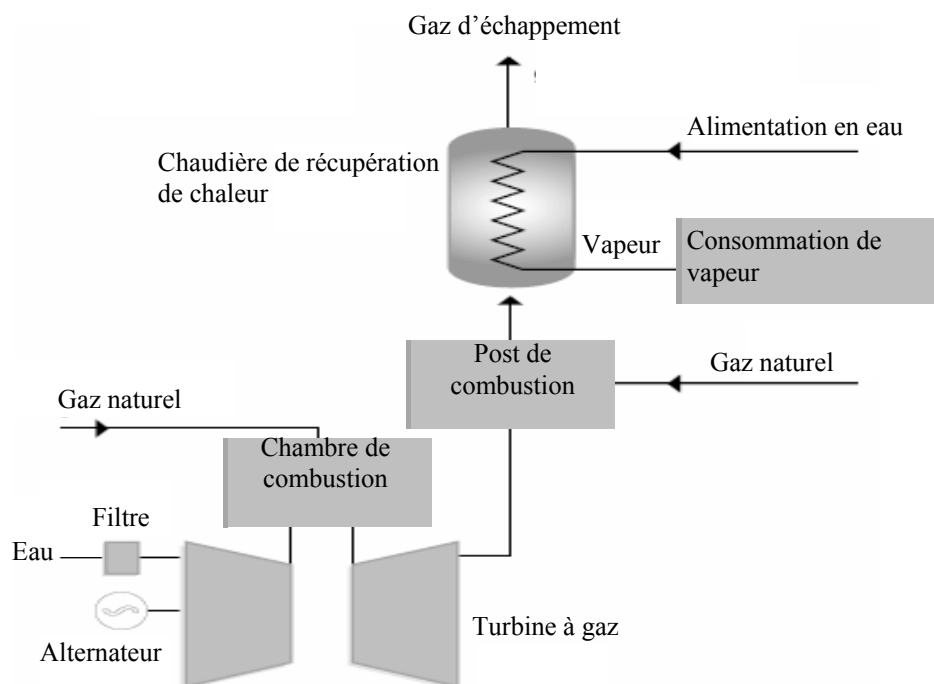 Gaz d’échappement
Alimentation en eau
Chaudière de récupération
de chaleur
Vapeur
Consommation de
vapeur
Post de
combustion
Gaz naturel
Gaz naturel
Chambre de
combustion
Filtre
Eau
Alternateur
Turbine à gaz